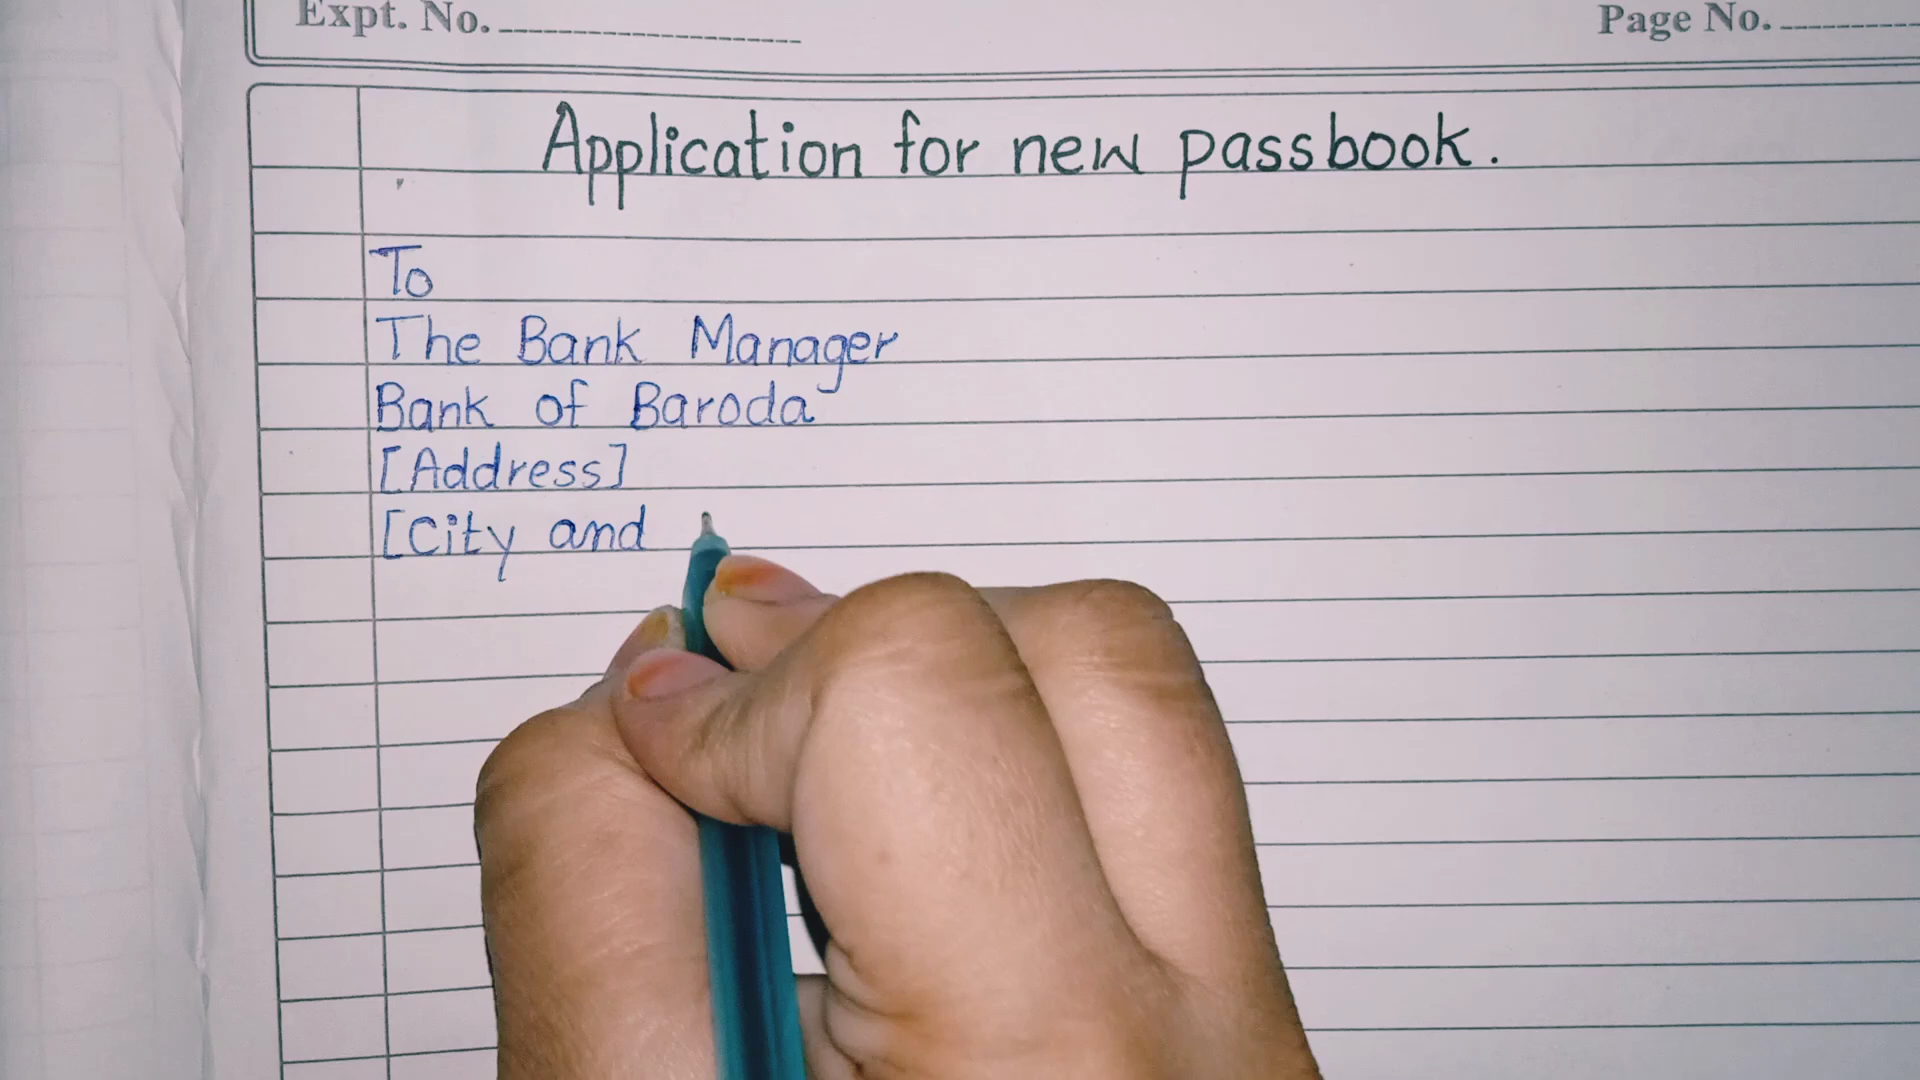 Expt. No. Page No.
Application for new passbook.
To
The Bank Manager
Bank of Baroda
[Address]
[City and